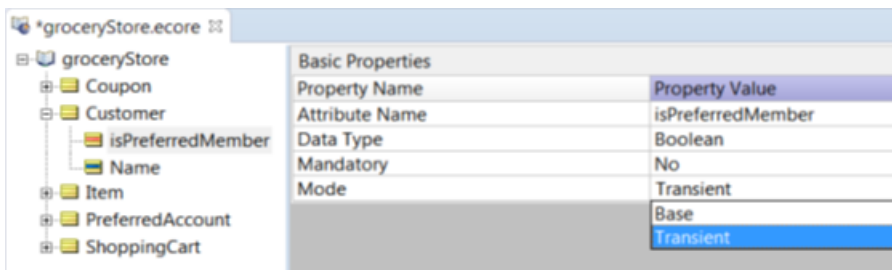 *groceryStore.ecore
groceryStore
Coupon
Customer
isPreferredMember
Name
Item
PreferredAccount
ShoppingCart
Basic Properties
Property Name Property Value
Attribute Name isPreferredMember
Data Type Boolean
Mandatory No
Mode Transient
Base
Transient